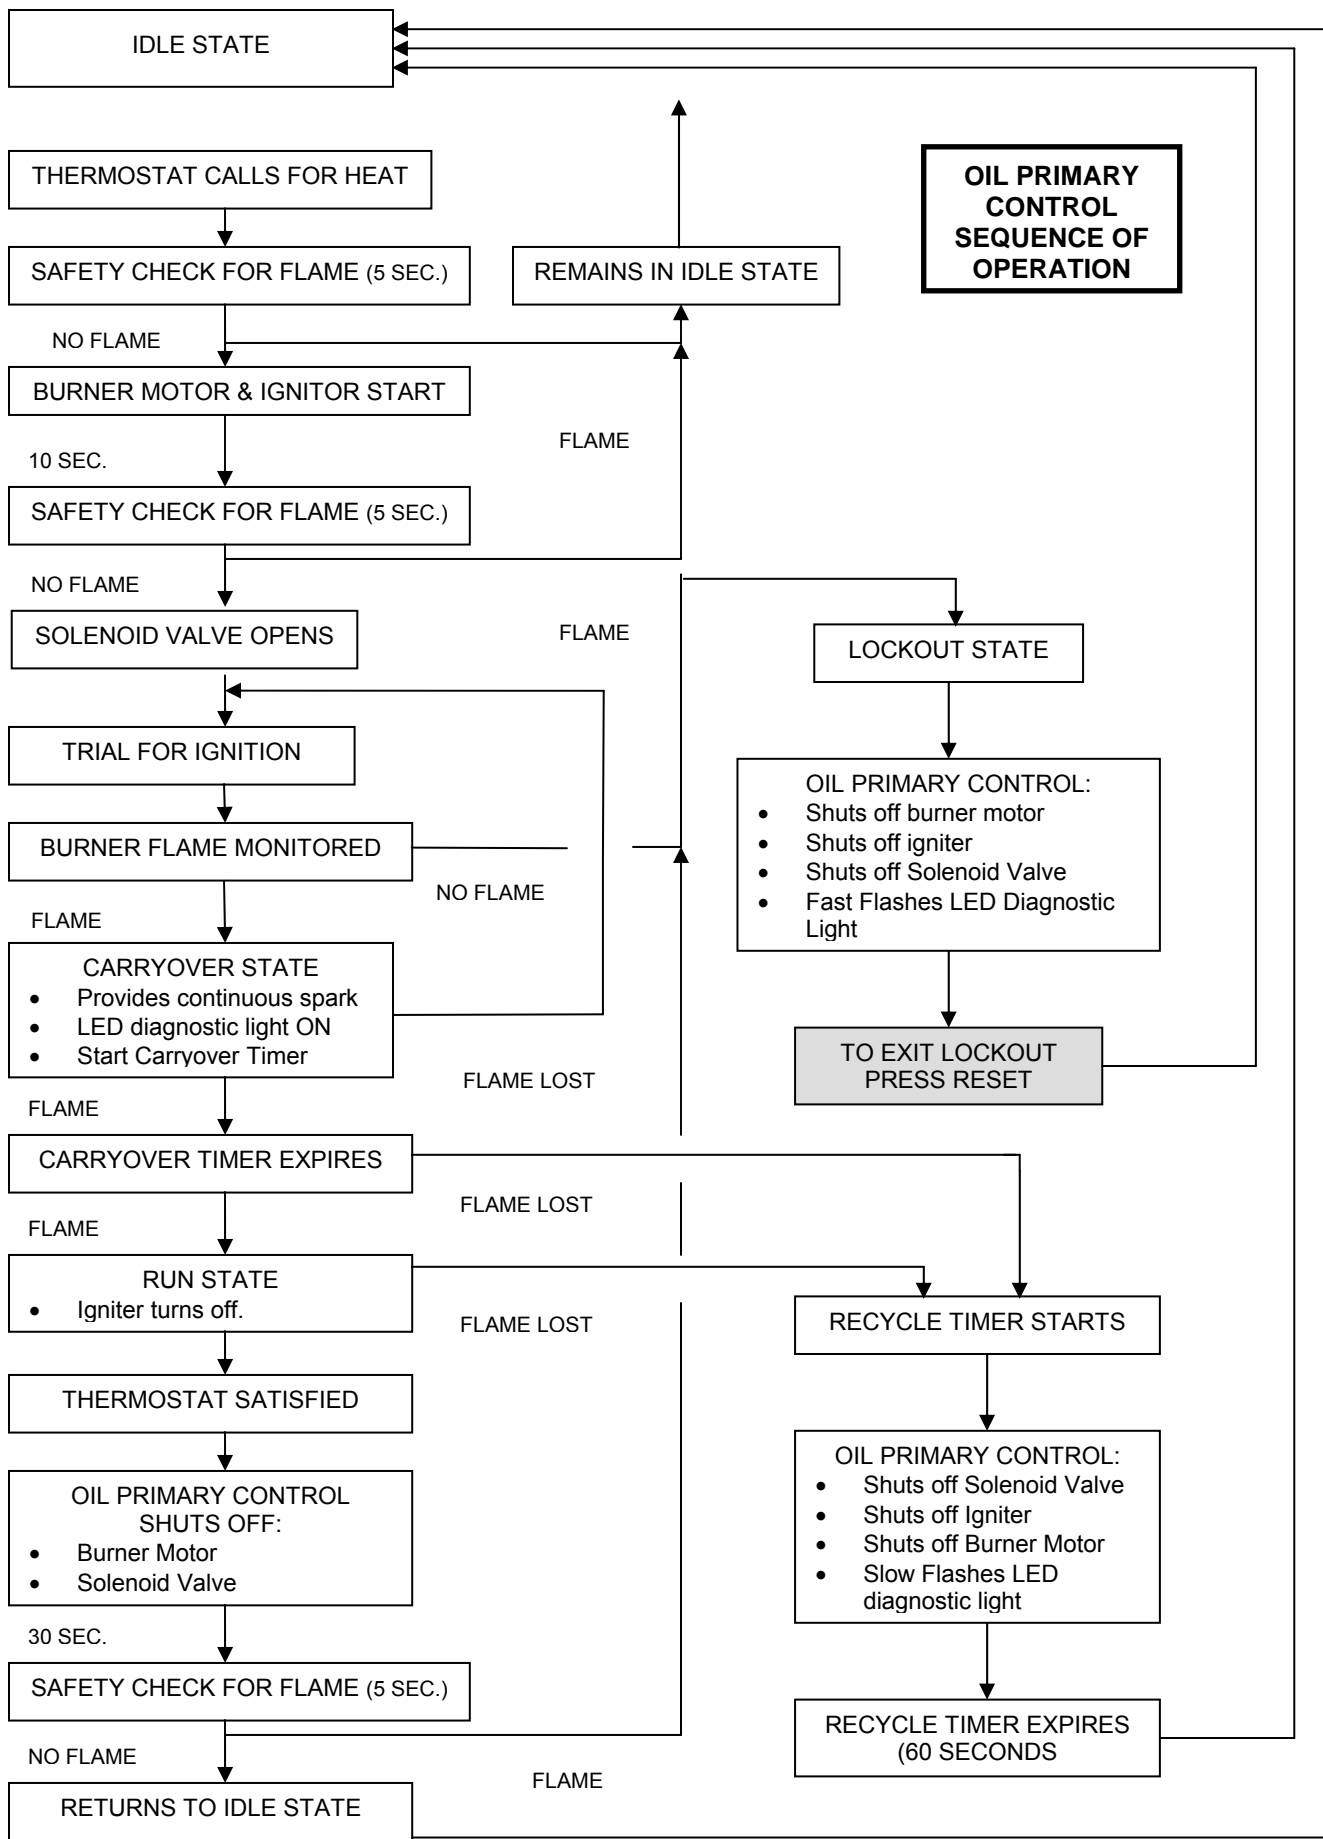 IDLE STATE
THERMOSTAT CALLS FOR HEAT
OIL PRIMARY
CONTROL
SEQUENCE OF
OPERATION
SAFETY CHECK FOR FLAME (5 SEC.)
REMAINS IN IDLE STATE
NO FLAME
BURNER MOTOR & IGNITOR START
FLAME
10 SEC.
SAFETY CHECK FOR FLAME (5 SEC.)
NO FLAME
SOLENOID VALVE OPENS
FLAME
LOCKOUT STATE
TRIAL FOR IGNITION
OIL PRIMARY CONTROL:
• Shuts off burner motor
• Shuts off igniter
• Shuts off Solenoid Valve
• Fast Flashes LED Diagnostic
Light
BURNER FLAME MONITORED
NO FLAME
FLAME
CARRYOVER STATE
• Provides continuous spark
• LED diagnostic light ON
• Start Carryover Timer
TO EXIT LOCKOUT
PRESS RESET
FLAME LOST
FLAME
CARRYOVER TIMER EXPIRES
FLAME LOST
FLAME
RUN STATE
• Igniter turns off.
FLAME LOST
RECYCLE TIMER STARTS
THERMOSTAT SATISFIED
OIL PRIMARY CONTROL:
• Shuts off Solenoid Valve
• Shuts off Igniter
• Shuts off Burner Motor
• Slow Flashes LED
diagnostic light
OIL PRIMARY CONTROL
SHUTS OFF:
• Burner Motor
• Solenoid Valve
30 SEC.
SAFETY CHECK FOR FLAME (5 SEC.)
RECYCLE TIMER EXPIRES
(60 SECONDS
NO FLAME
FLAME
RETURNS TO IDLE STATE